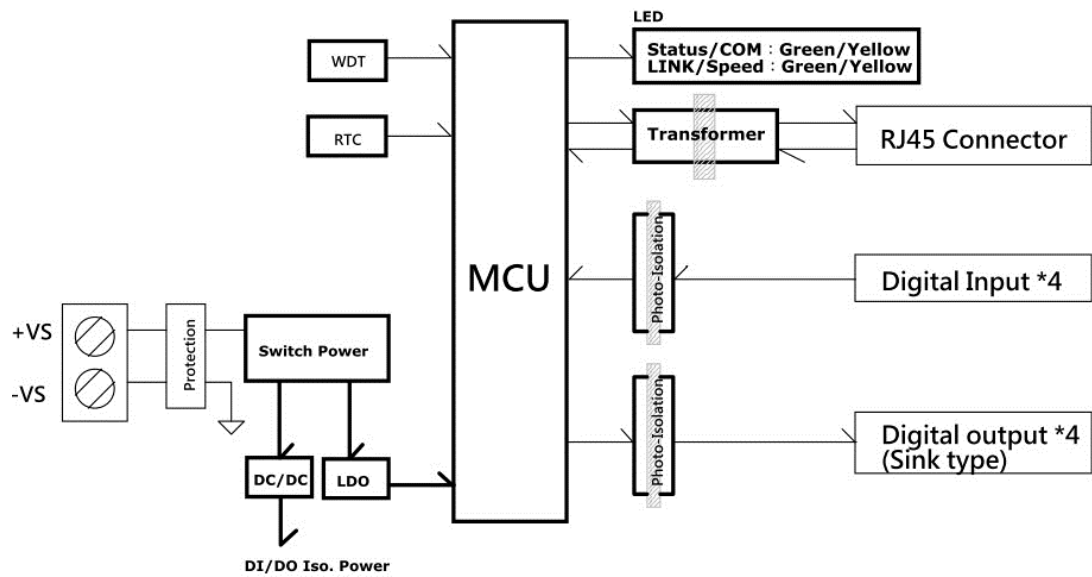 LED
Status/COM : Green/Yellow
LINK/Speed : Green/Yellow
WDT
RTC
Transformer
RJ45 Connector
MCU
Photo-Isolation
Digital Input *4
+VS
-VS
Protection
Switch Power
Photo-Isolation
Digital output *4
(Sink type)
DC/DC
LDO
DI/DO Iso. Power